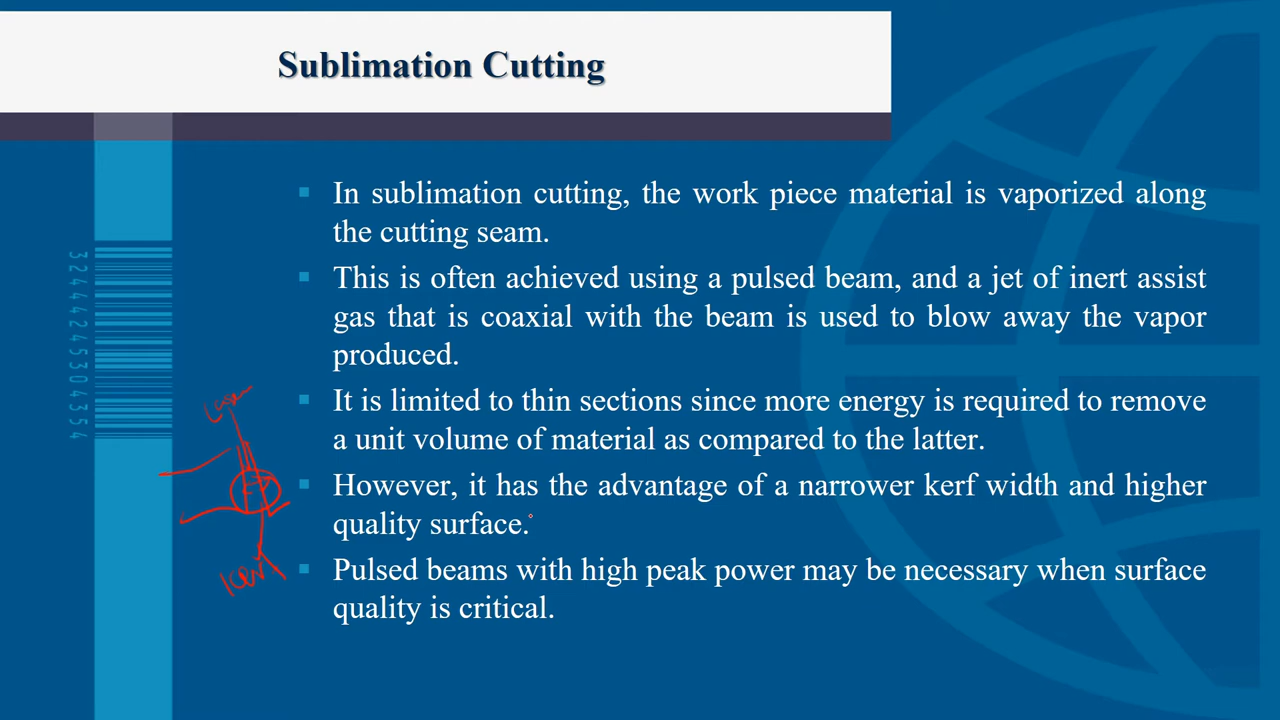 Sublimation Cutting
In sublimation cutting, the work piece material is vaporized along
the cutting seam.
This is often achieved using a pulsed beam, and a jet of inert assist
gas that is coaxial with the beam is used to blow away the vapor
produced.
It is limited to thin sections since more energy is required to remove
a unit volume of material as compared to the latter.
However, it has the advantage of a narrower kerf width and higher
quality surface.
Pulsed beams with high peak power may be necessary when surface
quality is critical.
32444245304354
Laser
Kerf